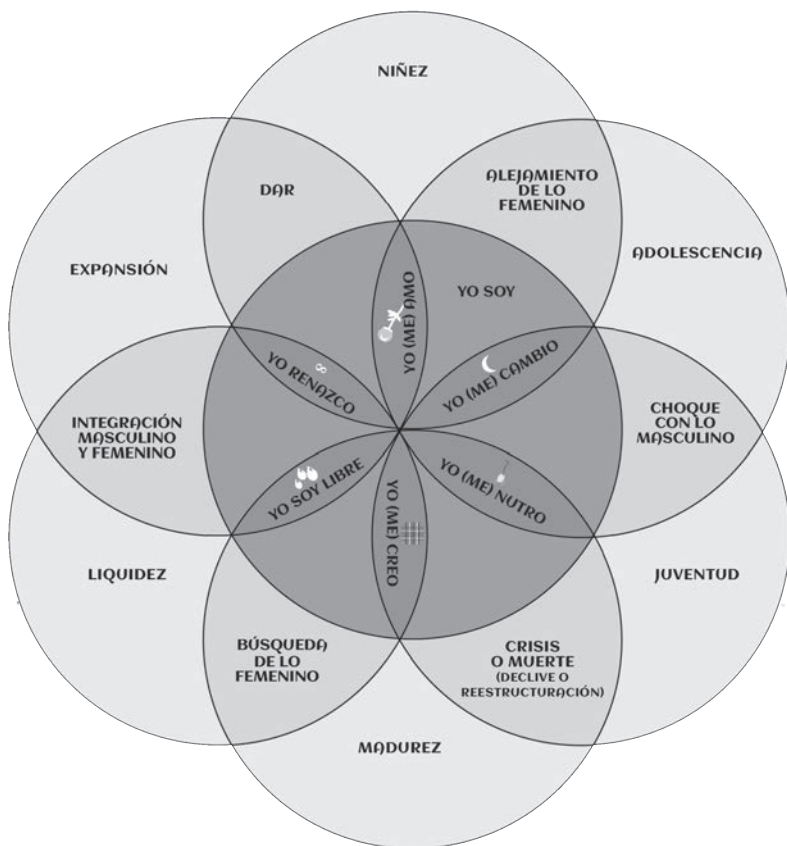 NIÑEZ
DAR
ALEJAMIENTO
DE LO
FEMENINO
EXPANSIÓN
ADOLESCENCIA
YO (ME) AMO
YO SOY
YO RENAZCO
YO (ME) CAMBIO
INTEGRACIÓN
MASCULINO
Y FEMENINO
CHOQUE
CON LO
MASCULINO
YO SOY LIBRE
YO (ME) CREO
YO (ME) NUTRO
LIQUIDEZ
JUVENTUD
BÚSQUEDA
DE LO
FEMENINO
CRISIS
O MUERTE
(DECLIVE O
REESTRUCTURACIÓN)
MADUREZ